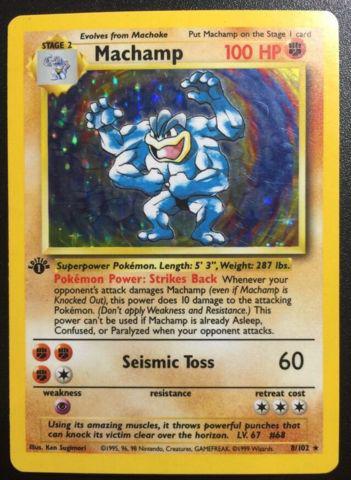 Evolves from Machoke Put Machamp on the Stage 1 card
STAGE 2
Machamp 100 HP
EDITION
1
Superpower Pokémon. Length: 5' 3", Weight: 287 lbs.
Pokémon Power: Strikes Back Whenever your
opponent's attack damages Machamp (even if Machamp is
Knocked Out), this power does 10 damage to the attacking
Pokémon. (Don't apply Weakness and Resistance.) This
power can't be used if Machamp is already Asleep,
Confused, or Paralyzed when your opponent attacks.
Seismic Toss 60
weakness resistance retreat cost
Using its amazing muscles, it throws powerful punches that
can knock its victim clear over the horizon. LV. 67 #68
Illus. Ken Sugimori ©1995, 96, 98 Nintendo, Creatures, GAMEFREAK. ©1999 Wizards. 8/102 ★